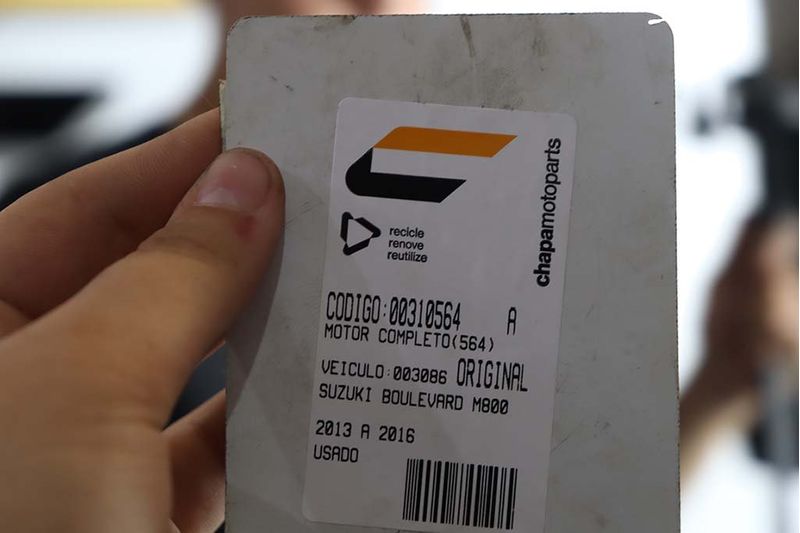 chapamotoparts
recicle
renove
reutilize
CODIGO:00310564 A
MOTOR COMPLETO(564)
VEICULO:003086 ORIGINAL
SUZUKI BOULEVARD M800
2013 A 2016
USADO